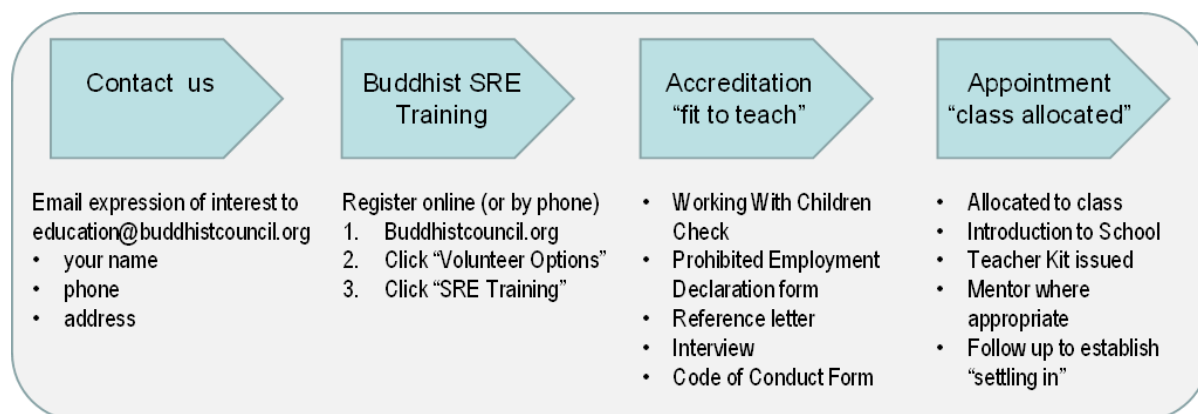 Contact us
Buddhist SRE
Training
Accreditation
“fit to teach”
Appointment
“class allocated”
Email expression of interest to
education@buddhistcouncil.org
• your name
• phone
• address
Register online (or by phone)
1. Buddhistcouncil.org
2. Click “Volunteer Options”
3. Click “SRE Training”
• Working With Children
Check
• Prohibited Employment
Declaration form
• Reference letter
• Interview
• Code of Conduct Form
• Allocated to class
• Introduction to School
• Teacher Kit issued
• Mentor where
appropriate
• Follow up to establish
“settling in”